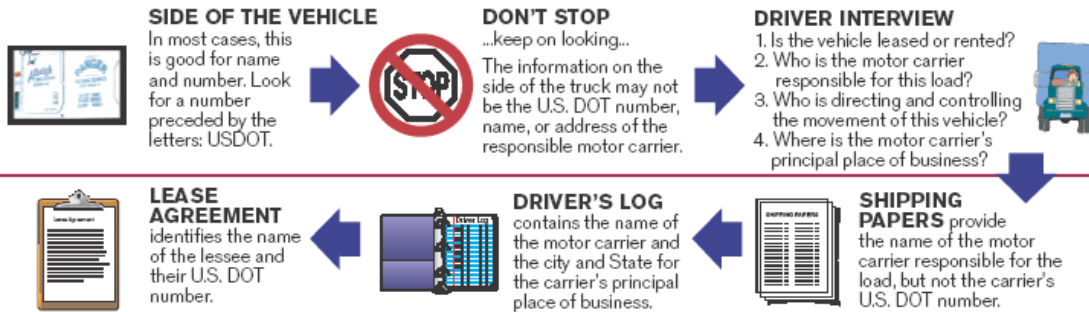 SIDE OF THE VEHICLE
In most cases, this
is good for name
and number. Look
for a number
preceded by the
letters: USDOT.
STOP
DON'T STOP
...keep on looking...
The information on the
side of the truck may not
be the U.S. DOT number,
name, or address of the
responsible motor carrier.
DRIVER INTERVIEW
1. Is the vehicle leased or rented?
2. Who is the motor carrier
responsible for this load?
3. Who is directing and controlling
the movement of this vehicle?
4. Where is the motor carrier's
principal place of business?
SHIPPING PAPERS
SHIPPING
PAPERS provide
the name of the motor
carrier responsible for the
load, but not the carrier's
U.S. DOT number.
Driver Log
DRIVER'S LOG
contains the name of
the motor carrier and
the city and State for
the carrier's principal
place of business.
Lease Agreement
LEASE
AGREEMENT
identifies the name
of the lessee and
their U.S. DOT
number.